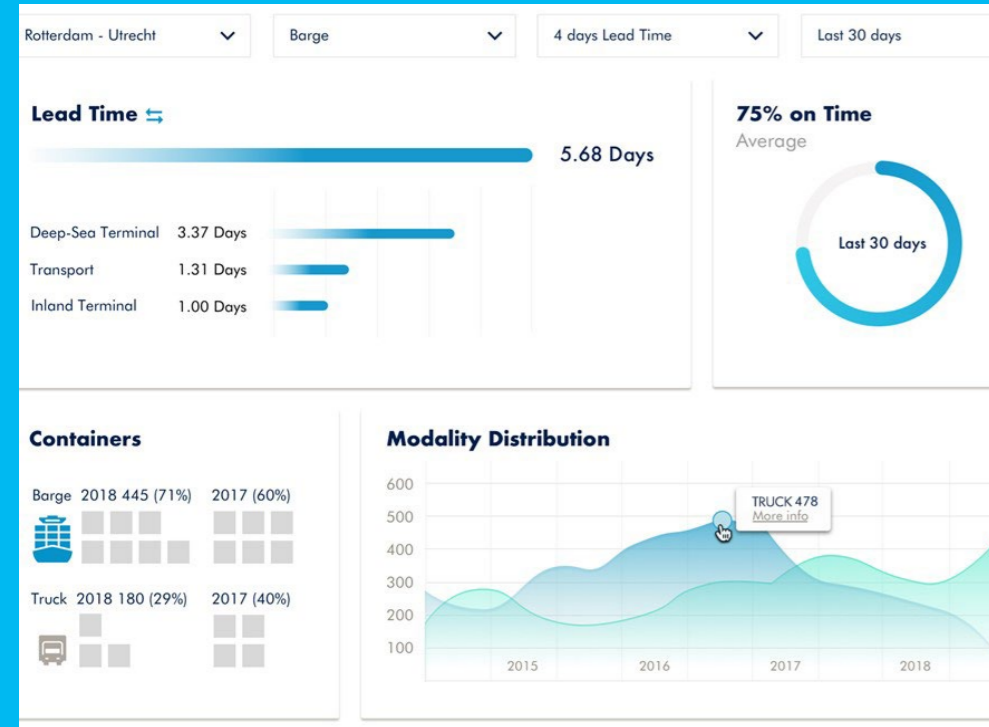 Rotterdam - Utrecht
Barge
4 days Lead Time
Last 30 days
Lead Time
5.68 Days
Deep-Sea Terminal 3.37 Days
Transport 1.31 Days
Inland Terminal 1.00 Days
75% on Time
Average
Last 30 days
Containers
Barge 2018 445 (71%) 2017 (60%)
Truck 2018 180 (29%) 2017 (40%)
Modality Distribution
600
500
400
300
200
100
TRUCK 478
More info
2015 2016 2017 2018